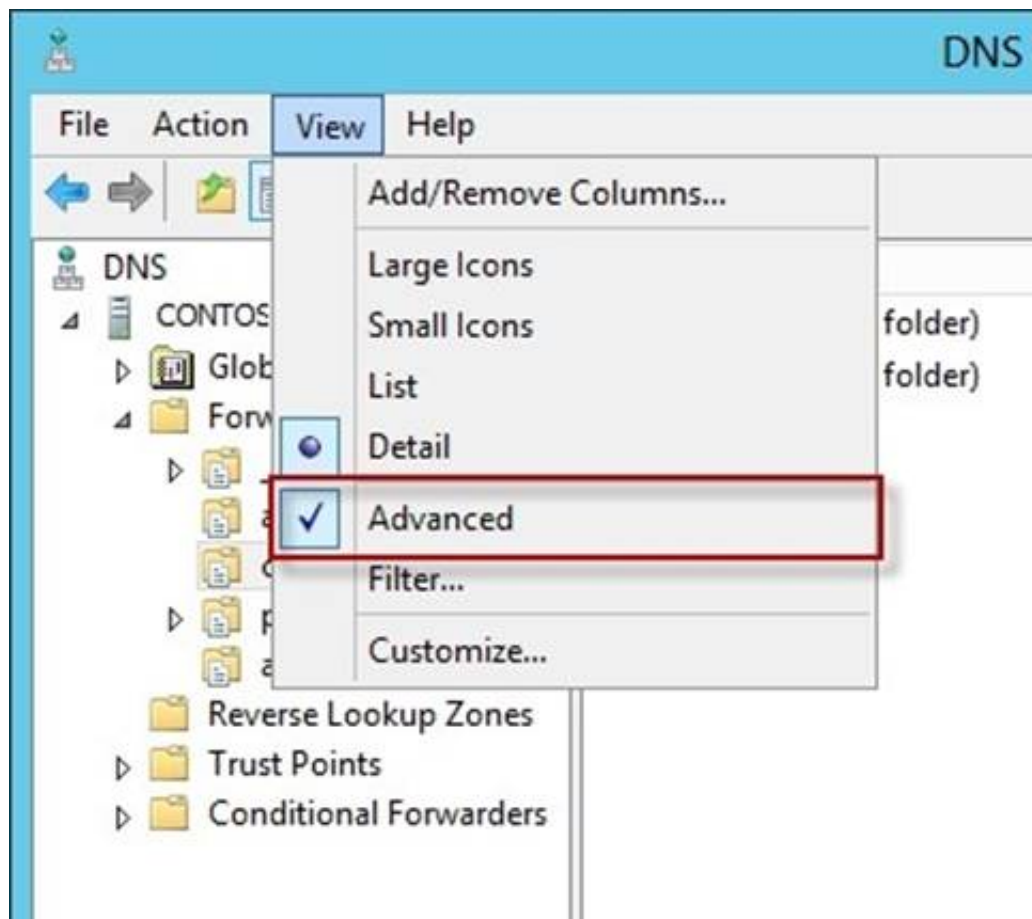 DNS
File Action View Help
Add/Remove Columns...
DNS
Large Icons
CONTOS
Small Icons
folder)
Glob
List
folder)
Forw
Detail
Advanced
Filter...
Customize...
Reverse Lookup Zones
Trust Points
Conditional Forwarders